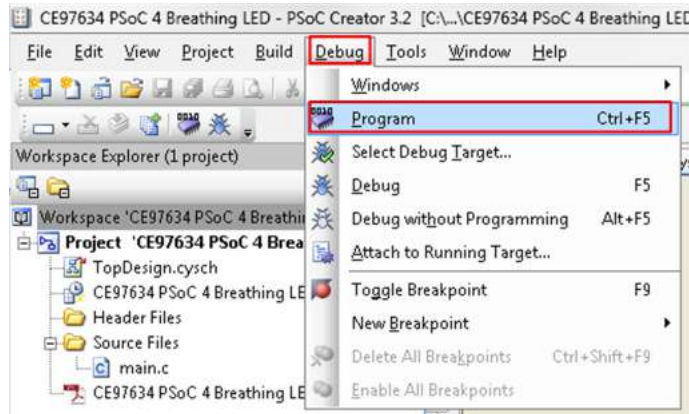 CE97634 PSoC 4 Breathing LED - PSoC Creator 3.2 [C:\...\CE97634 PSoC 4 Breathing LED
File Edit View Project Build Debug Tools Window Help
Windows
Program Ctrl+F5
Workspace Explorer (1 project)
Select Debug Target...
Debug F5
Workspace 'CE97634 PSoC 4 Breathi
Debug without Programming Alt+F5
Project 'CE97634 PSoC 4 Brea
Attach to Running Target...
TopDesign.cysch
CE97634 PSoC 4 Breathing LE
Toggle Breakpoint F9
Header Files
New Breakpoint
Source Files
Delete All Breakpoints Ctrl+Shift+F9
main.c
Enable All Breakpoints
CE97634 PSoC 4 Breathing LE